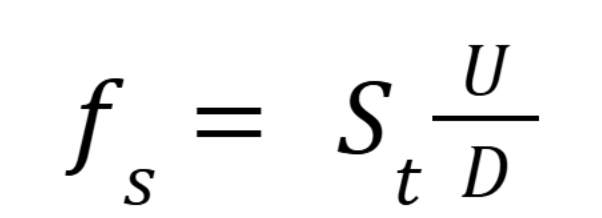 f_s = S_t U/D